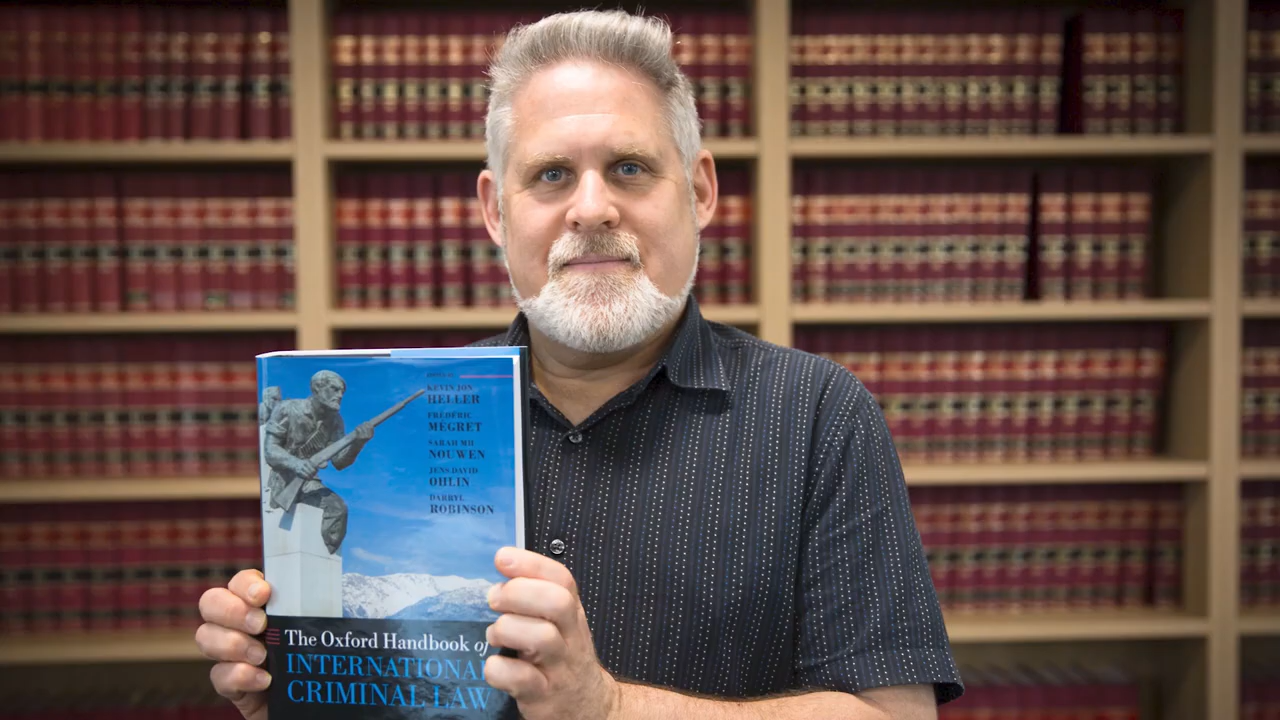 EDITED BY
KEVIN JON
HELLER
FRÉDÉRIC
MÉGRET
SARAH MH
NOUWEN
JENS DAVID
OHLIN
DARRYL
ROBINSON
The Oxford Handbook of
INTERNATIONAL
CRIMINAL LAW